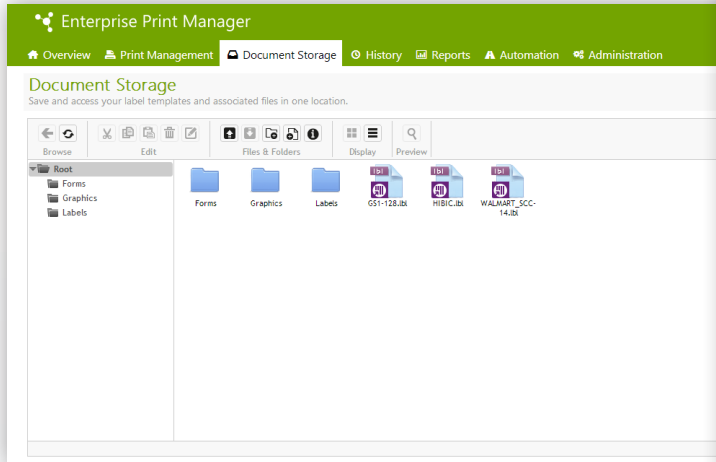 Enterprise Print Manager
Overview Print Management Document Storage History Reports Automation Administration
Document Storage
Save and access your label templates and associated files in one location.
Browse Edit Files & Folders Display Preview
Root
Forms
Graphics
Labels
lbl lbl lbl
Forms Graphics Labels GS1-128.lbl HIBIC.lbl WALMART_SCC-
14.lbl